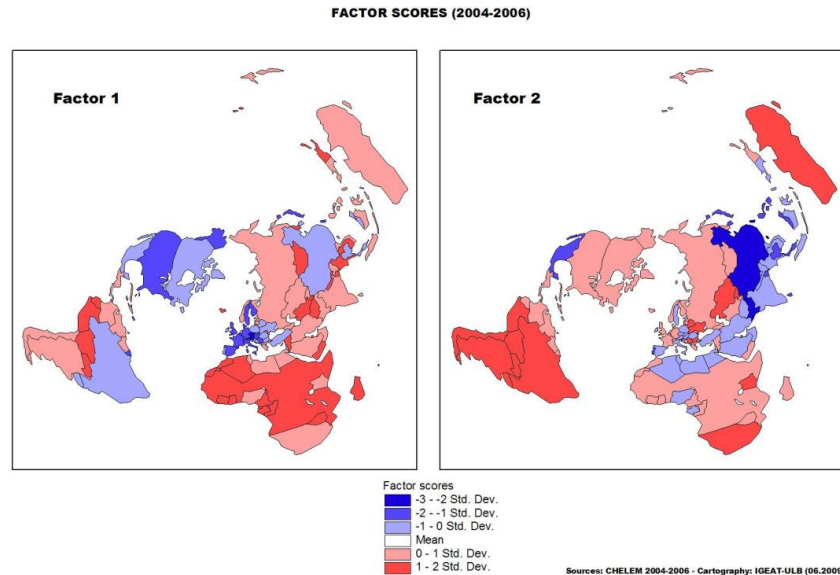 FACTOR SCORES (2004-2006)
Factor 1
Factor 2
Factor scores
-3 - -2 Std. Dev.
-2 - -1 Std. Dev.
-1 - 0 Std. Dev.
Mean
0 - 1 Std. Dev.
1 - 2 Std. Dev.
Sources: CHELEM 2004-2006 - Cartography: IGEAT-ULB (06.2009